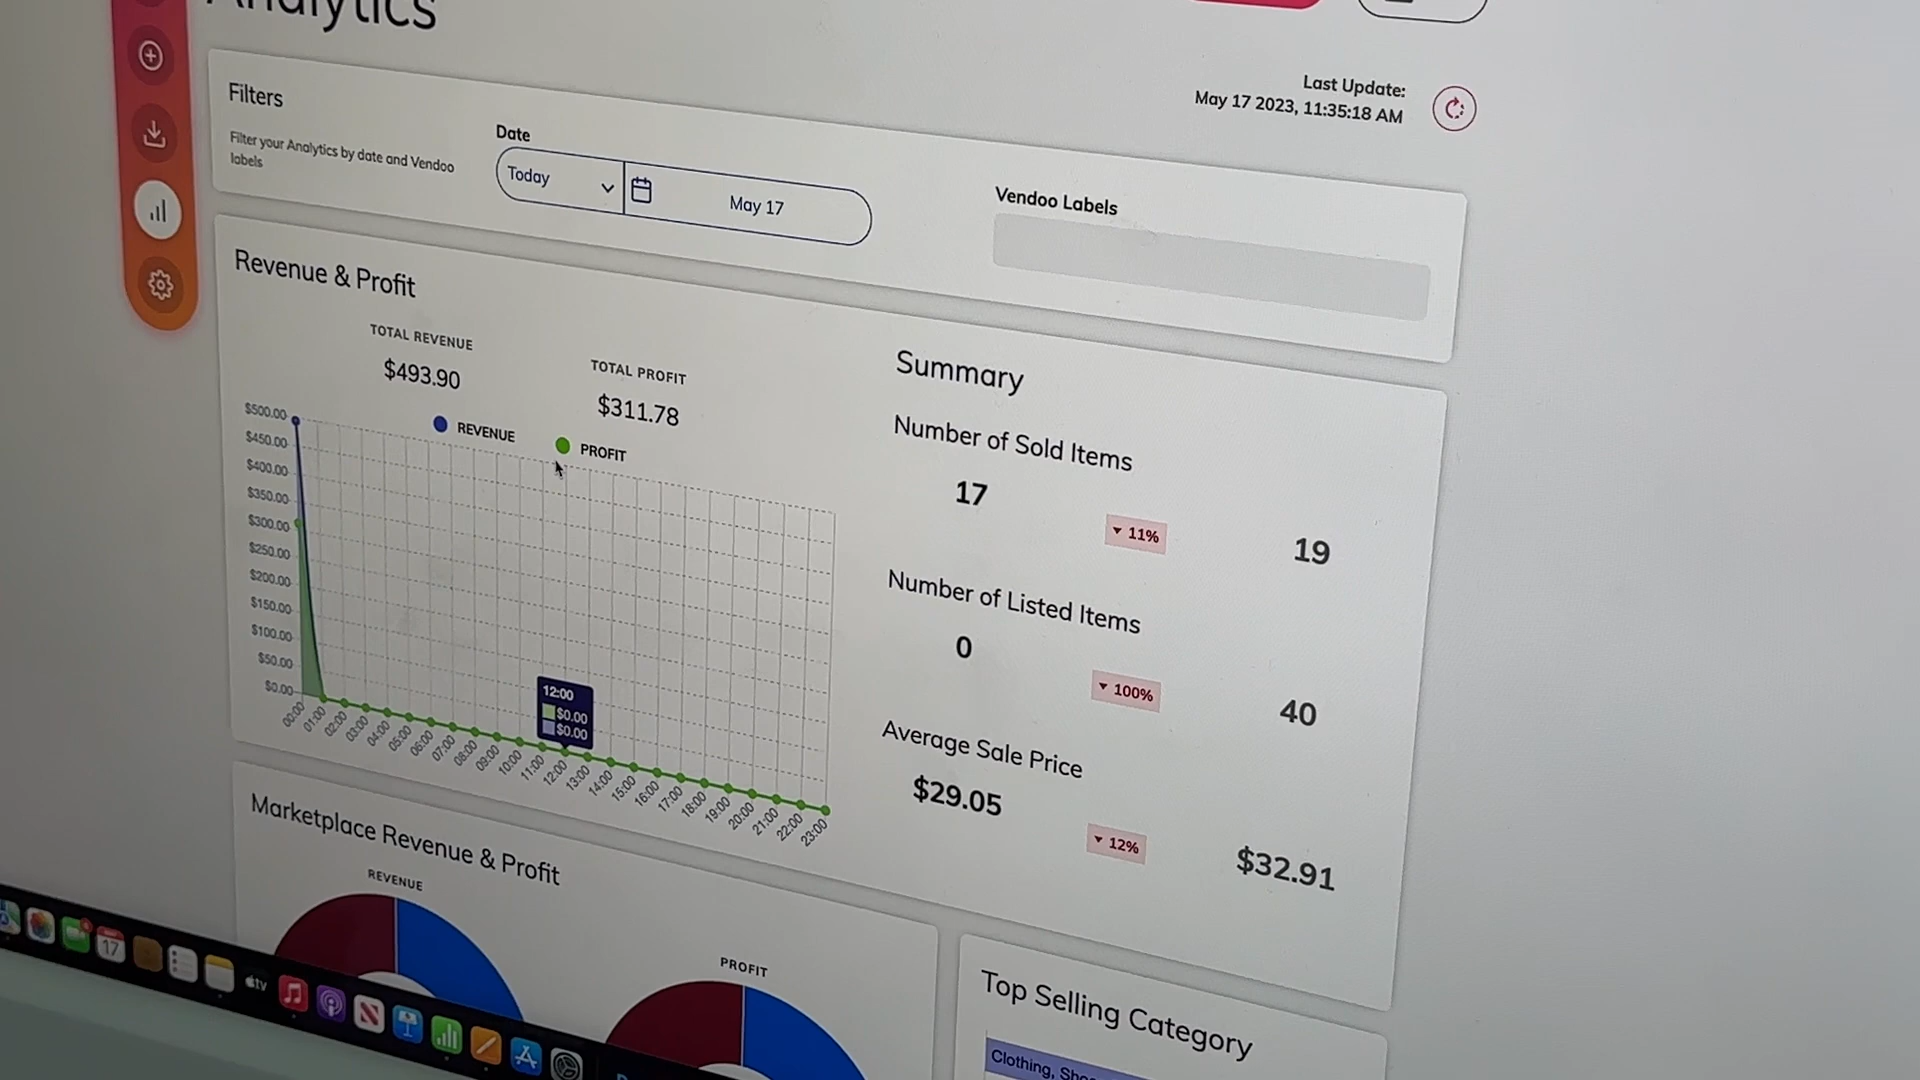 Analytics
Last Update:
May 17 2023, 11:35:18 AM
Filters
Filter your Analytics by date and Vendoo
labels
Date
Today
May 17
Vendoo Labels
Revenue & Profit
TOTAL REVENUE
$493.90
TOTAL PROFIT
$311.78
REVENUE
PROFIT
$500.00
$450.00
$400.00
$350.00
$300.00
$250.00
$200.00
$150.00
$100.00
$50.00
$0.00
12:00
$0.00
$0.00
00:00
01:00
02:00
03:00
04:00
05:00
06:00
07:00
08:00
09:00
10:00
11:00
12:00
13:00
14:00
15:00
16:00
17:00
18:00
19:00
20:00
21:00
22:00
23:00
Summary
Number of Sold Items
17
11%
19
Number of Listed Items
0
100%
40
Average Sale Price
$29.05
12%
$32.91
Marketplace Revenue & Profit
REVENUE
PROFIT
Top Selling Category
Clothing,
17
tv